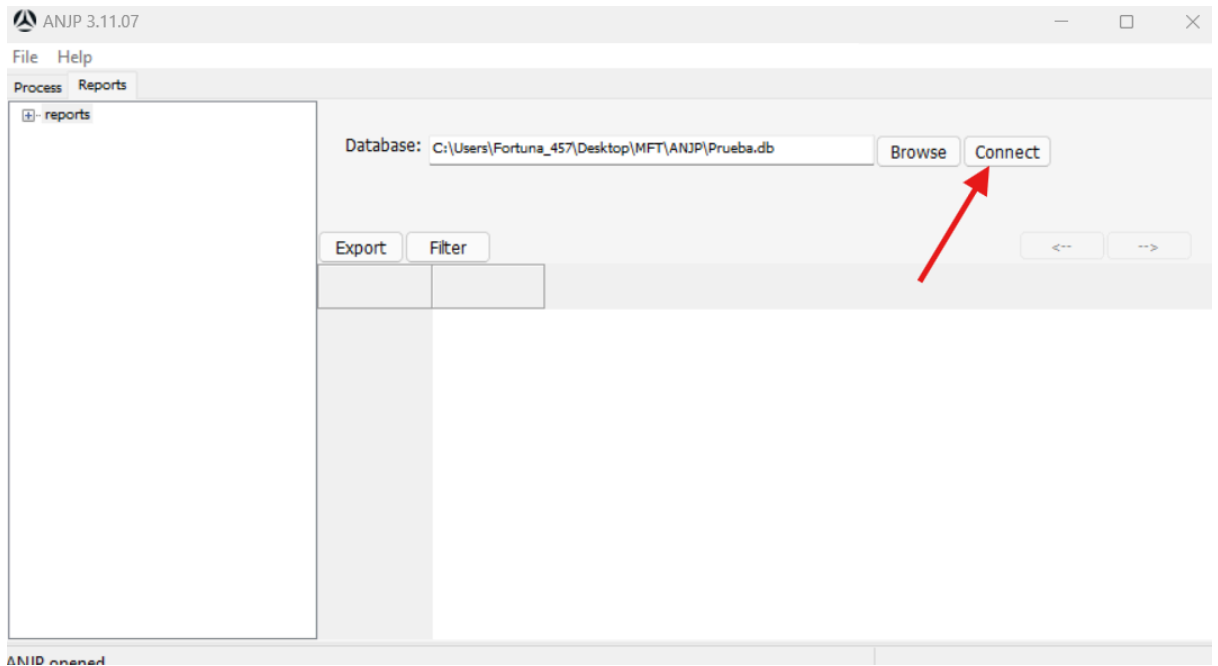 ANJP 3.11.07
File Help
Process Reports
reports
Database: C:\Users\Fortuna_457\Desktop\MFT\ANJP\Prueba.db Browse Connect
Export Filter <-- -->
ANJP opened